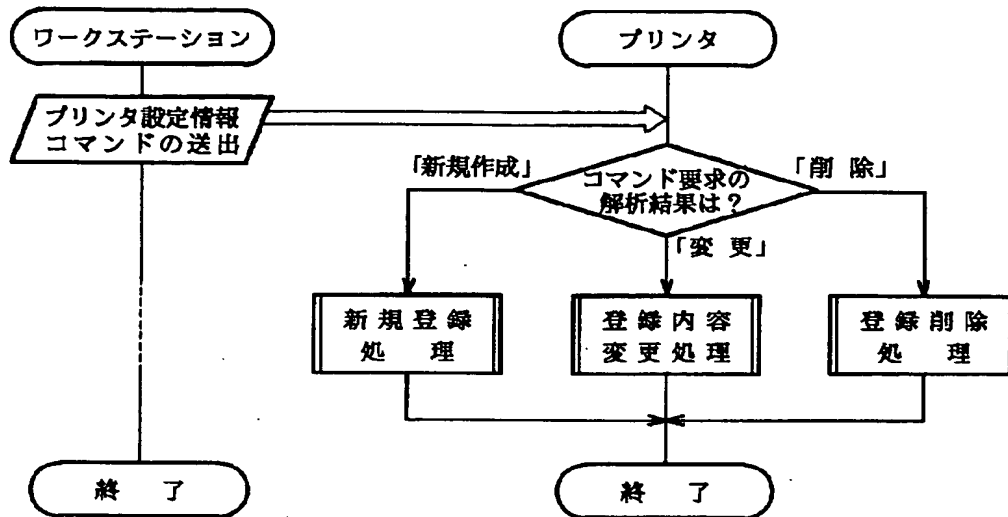 ワークステーション
プリンタ
プリンタ設定情報
コマンドの送出
「新規作成」
コマンド要求の
解析結果は?
「削 除」
「変 更」
新規登録
処 理
登録内容
変更処理
登録削除
処 理
終 了
終 了